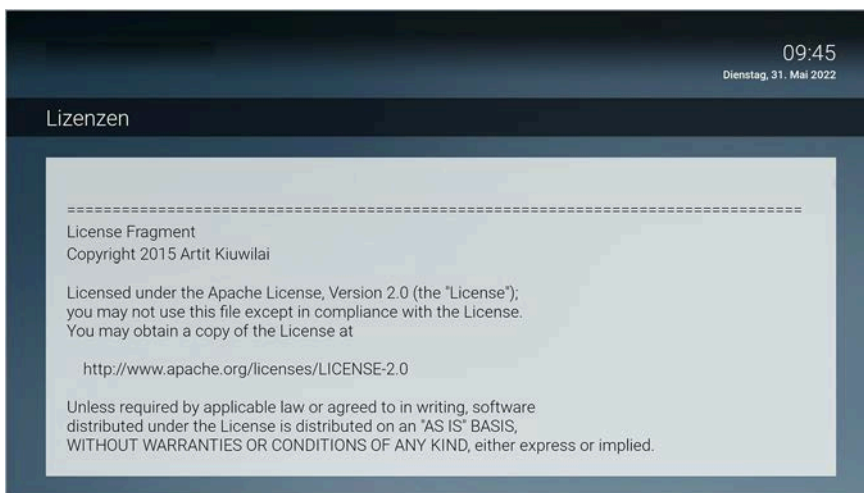 09:45
Dienstag, 31. Mai 2022
Lizenzen
================================================================================
License Fragment
Copyright 2015 Artit Kiuwilai
Licensed under the Apache License, Version 2.0 (the "License");
you may not use this file except in compliance with the License.
You may obtain a copy of the License at
http://www.apache.org/licenses/LICENSE-2.0
Unless required by applicable law or agreed to in writing, software
distributed under the License is distributed on an "AS IS" BASIS,
WITHOUT WARRANTIES OR CONDITIONS OF ANY KIND, either express or implied.